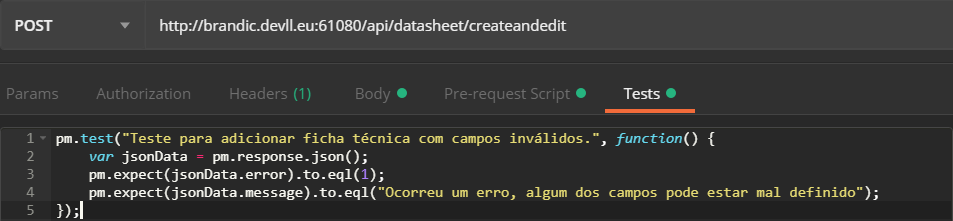 POST http://brandic.devll.eu:61080/api/datasheet/createandedit
Params Authorization Headers (1) Body Pre-request Script Tests
1 pm.test("Teste para adicionar ficha técnica com campos inválidos.", function() {
2 var jsonData = pm.response.json();
3 pm.expect(jsonData.error).to.eql(1);
4 pm.expect(jsonData.message).to.eql("Ocorreu um erro, algum dos campos pode estar mal definido");
5 });